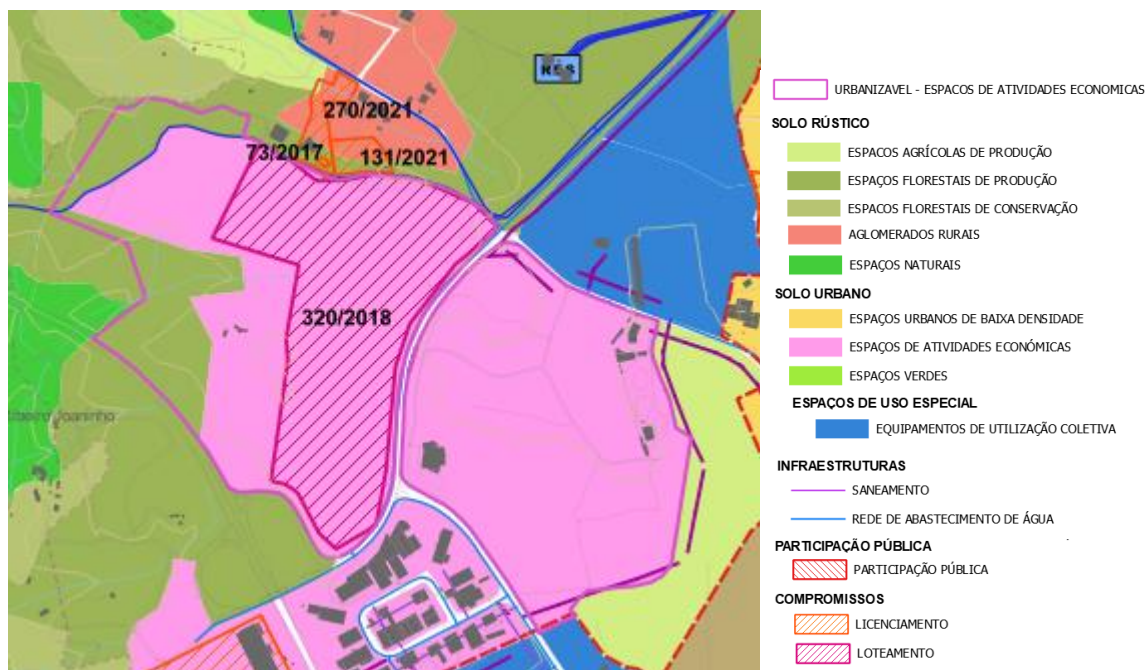 RES
270/2021
73/2017
131/2021
320/2018
Joaninho
URBANIZAVEL - ESPACOS DE ATIVIDADES ECONOMICAS
SOLO RÚSTICO
ESPACOS AGRÍCOLAS DE PRODUÇÃO
ESPAÇOS FLORESTAIS DE PRODUÇÃO
ESPACOS FLORESTAIS DE CONSERVAÇÃO
AGLOMERADOS RURAIS
ESPAÇOS NATURAIS
SOLO URBANO
ESPAÇOS URBANOS DE BAIXA DENSIDADE
ESPAÇOS DE ATIVIDADES ECONÓMICAS
ESPAÇOS VERDES
ESPAÇOS DE USO ESPECIAL
EQUIPAMENTOS DE UTILIZAÇÃO COLETIVA
INFRAESTRUTURAS
SANEAMENTO
REDE DE ABASTECIMENTO DE ÁGUA
PARTICIPAÇÃO PÚBLICA
PARTICIPAÇÃO PÚBLICA
COMPROMISSOS
LICENCIAMENTO
LOTEAMENTO